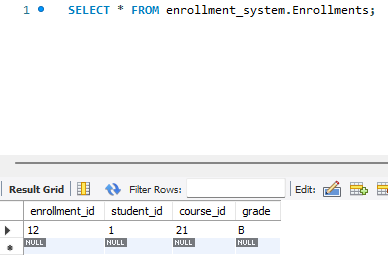 1 SELECT * FROM enrollment_system.Enrollments;
Result Grid Filter Rows: Edit:
enrollment_id student_id course_id grade
12 1 21 B
NULL NULL NULL NULL